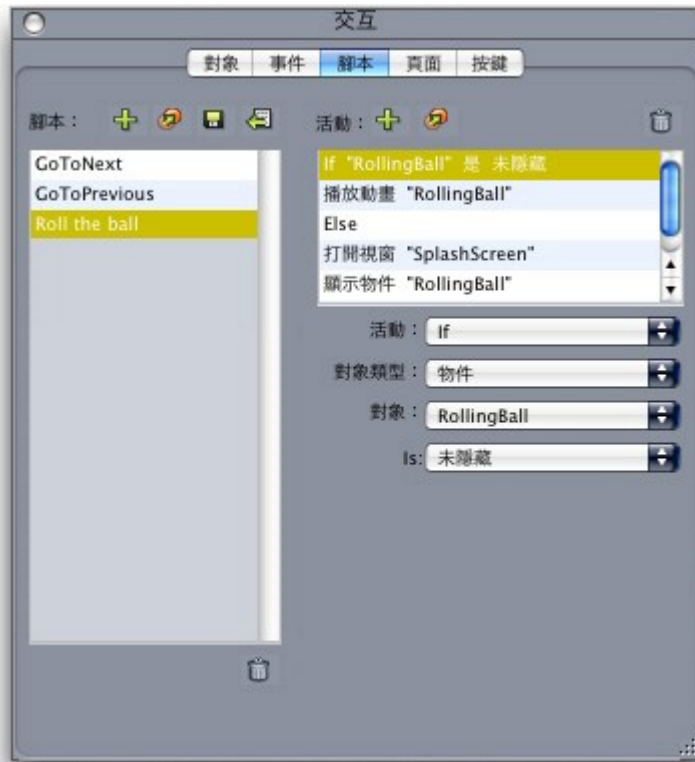 交互
對象 事件 腳本 頁面 按鍵
腳本：
GoToNext
GoToPrevious
Roll the ball
活動：
If "RollingBall" 是 未隱藏
播放動畫 "RollingBall"
Else
打開視窗 "SplashScreen"
顯示物件 "RollingBall"
活動： If
對象類型： 物件
對象： RollingBall
Is: 未隱藏